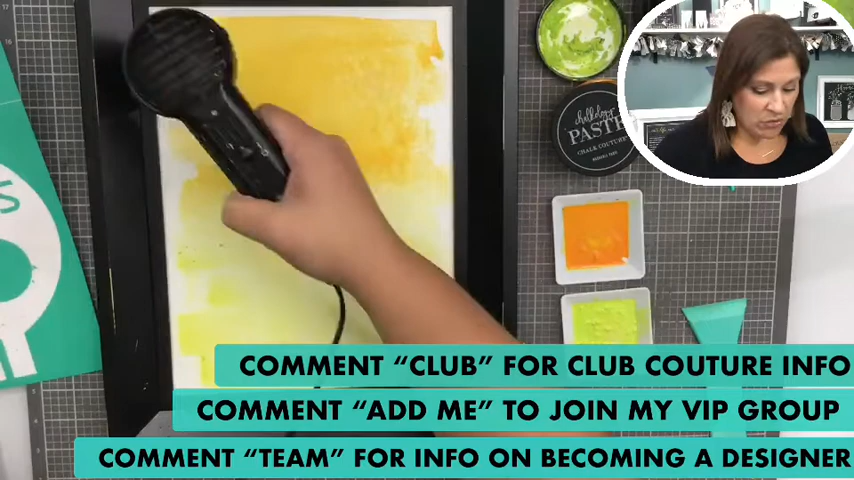 chalkology
PASTE
CHALK COUTURE
S
COMMENT “CLUB” FOR CLUB COUTURE INFO
COMMENT “ADD ME” TO JOIN MY VIP GROUP
COMMENT “TEAM” FOR INFO ON BECOMING A DESIGNER